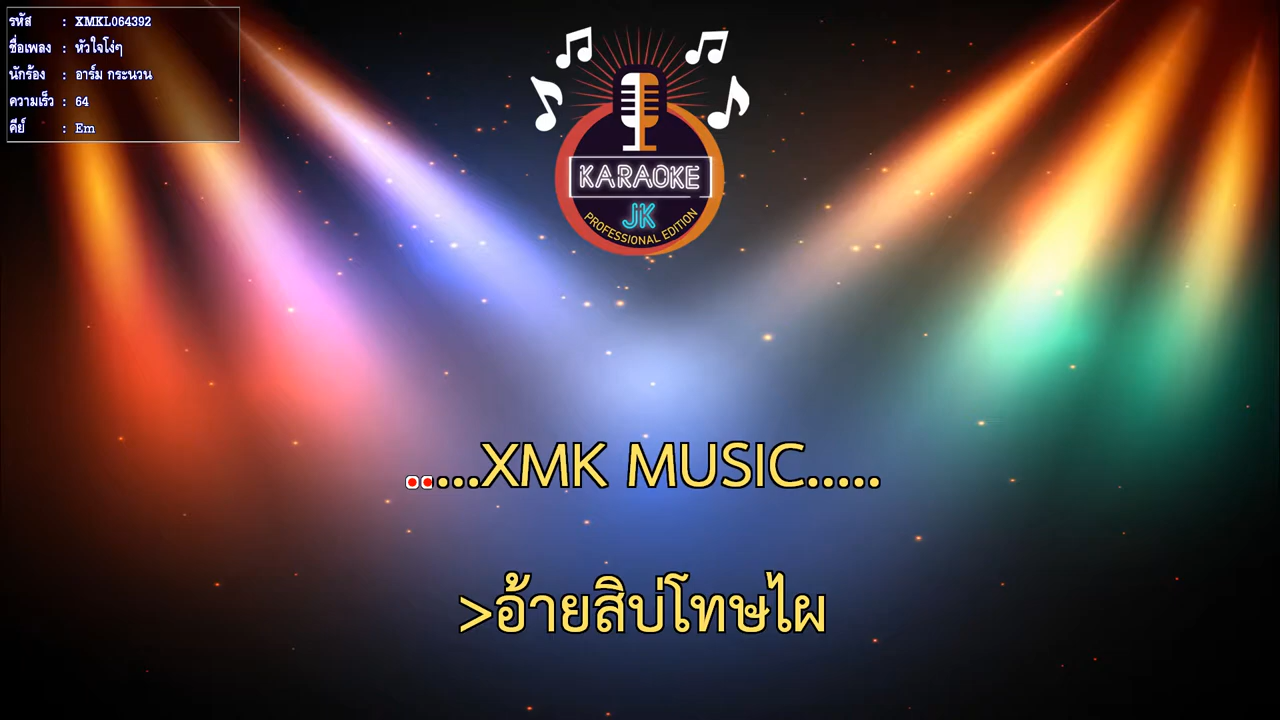 รหัส : XMKL064392
ชื่อเพลง : หัวใจโง่ๆ
นักร้อง : อาร์ม กระนวน
ความเร็ว : 64
คีย์ : Em
KARAOKE
JK
PROFESSIONAL EDITION
.....XMK MUSIC.....
>อ้ายสิบ่โทษไผ